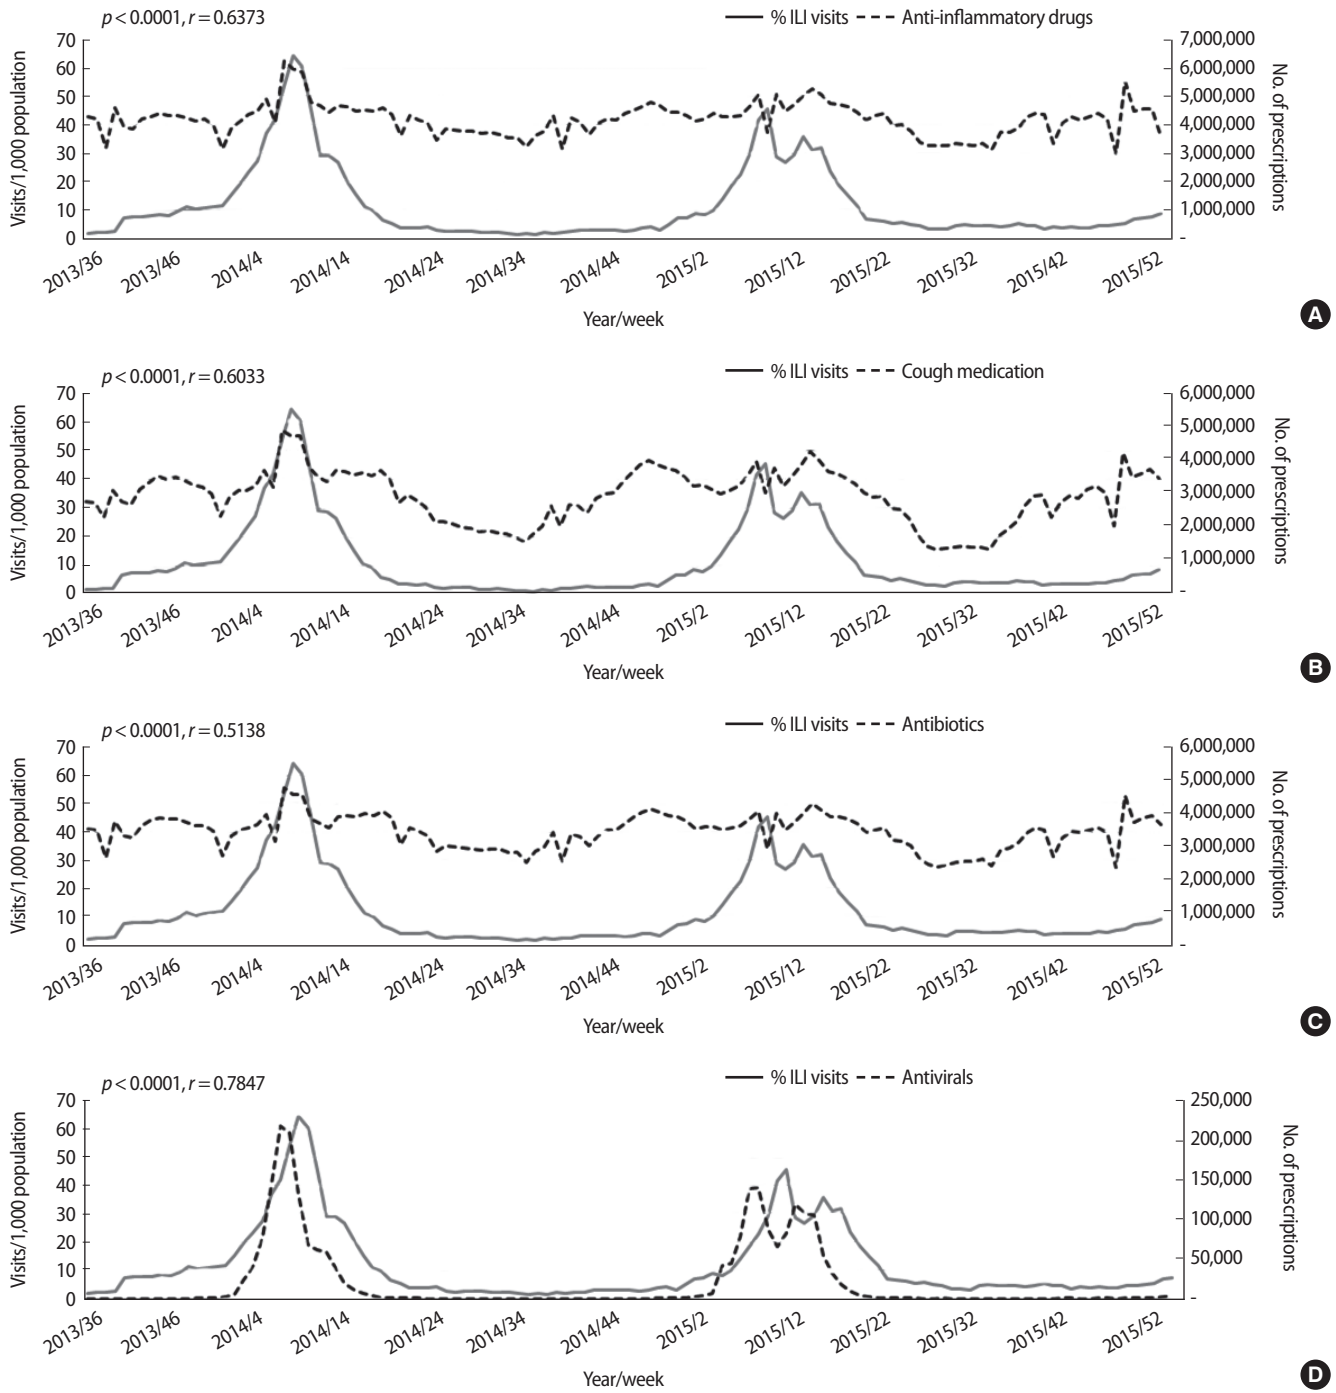 p < 0.0001, r = 0.6373
% ILI visits Anti-inflammatory drugs
Visits/1,000 population
70
60
50
40
30
20
10
0
7,000,000
6,000,000
5,000,000
4,000,000
3,000,000
2,000,000
1,000,000
-
No. of prescriptions
2013/36 2013/46 2014/4 2014/14 2014/24 2014/34 2014/44 2015/2 2015/12 2015/22 2015/32 2015/42 2015/52
Year/week
A
p < 0.0001, r = 0.6033
% ILI visits Cough medication
Visits/1,000 population
70
60
50
40
30
20
10
0
6,000,000
5,000,000
4,000,000
3,000,000
2,000,000
1,000,000
-
No. of prescriptions
2013/36 2013/46 2014/4 2014/14 2014/24 2014/34 2014/44 2015/2 2015/12 2015/22 2015/32 2015/42 2015/52
Year/week
B
p < 0.0001, r = 0.5138
% ILI visits Antibiotics
Visits/1,000 population
70
60
50
40
30
20
10
0
6,000,000
5,000,000
4,000,000
3,000,000
2,000,000
1,000,000
-
No. of prescriptions
2013/36 2013/46 2014/4 2014/14 2014/24 2014/34 2014/44 2015/2 2015/12 2015/22 2015/32 2015/42 2015/52
Year/week
C
p < 0.0001, r = 0.7847
% ILI visits Antivirals
Visits/1,000 population
70
60
50
40
30
20
10
0
250,000
200,000
150,000
100,000
50,000
-
No. of prescriptions
2013/36 2013/46 2014/4 2014/14 2014/24 2014/34 2014/44 2015/2 2015/12 2015/22 2015/32 2015/42 2015/52
Year/week
D